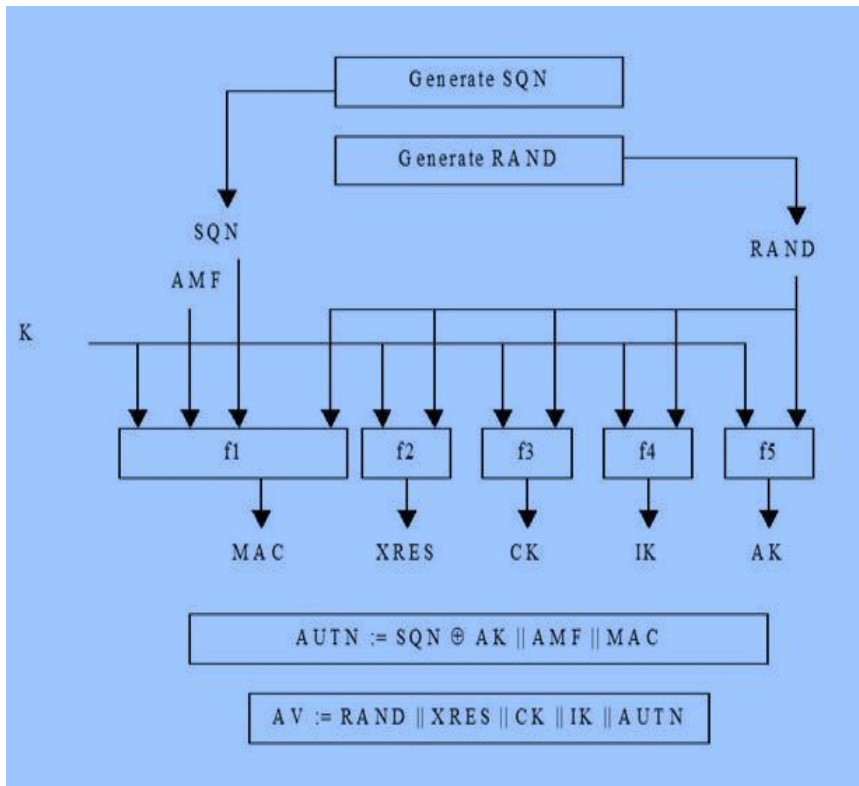 Generate SQN
Generate RAND
SQN
RAND
AMF
K
f1
f2
f3
f4
f5
MAC
XRES
CK
IK
AK
AUTN := SQN ⊕ AK || AMF || MAC
AV := RAND || XRES || CK || IK || AUTN